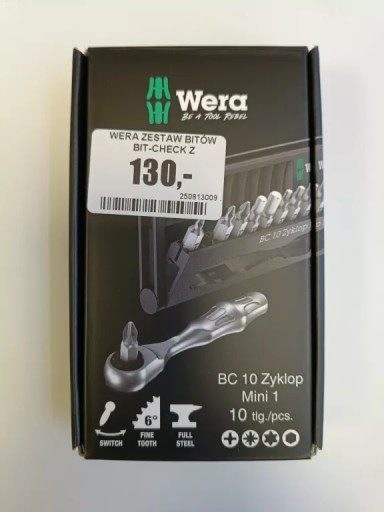 Wera
BE A TOOL REBEL
WERA ZESTAW BITÓW
BIT-CHECK Z
130,-
250813009
BC 10 Zyklop
BC 10 Zyklop
Mini 1
10 tlg./pcs.
6°
SWITCH
FINE
TOOTH
FULL
STEEL